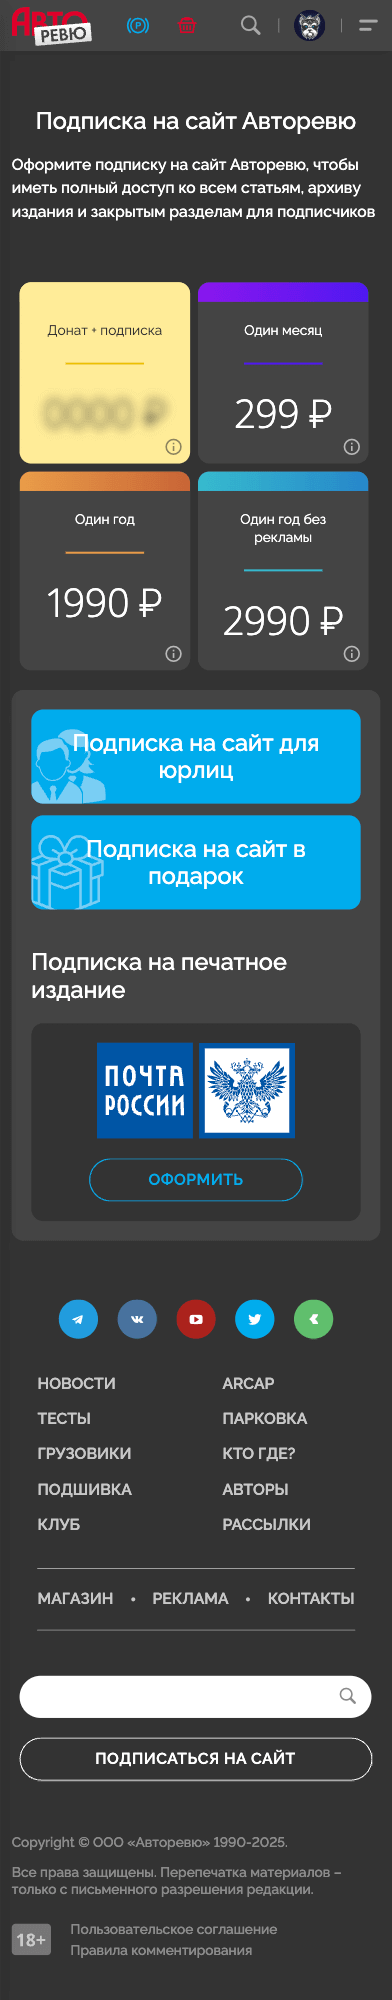 АВТО
РЕВЮ
Подписка на сайт Авторевю
Оформите подписку на сайт Авторевю, чтобы
иметь полный доступ ко всем статьям, архиву
издания и закрытым разделам для подписчиков
Донат + подписка
0000 ₽
Один месяц
299 ₽
Один год
1990 ₽
Один год без
рекламы
2990 ₽
Подписка на сайт для
юрлиц
Подписка на сайт в
подарок
Подписка на печатное
издание
ПОЧТА
РОССИИ
ОФОРМИТЬ
НОВОСТИ
ARCAP
ТЕСТЫ
ПАРКОВКА
ГРУЗОВИКИ
КТО ГДЕ?
ПОДШИВКА
АВТОРЫ
КЛУБ
РАССЫЛКИ
МАГАЗИН • РЕКЛАМА • КОНТАКТЫ
ПОДПИСАТЬСЯ НА САЙТ
Copyright © ООО «Авторевю» 1990-2025.
Все права защищены. Перепечатка материалов –
только с письменного разрешения редакции.
18+
Пользовательское соглашение
Правила комментирования